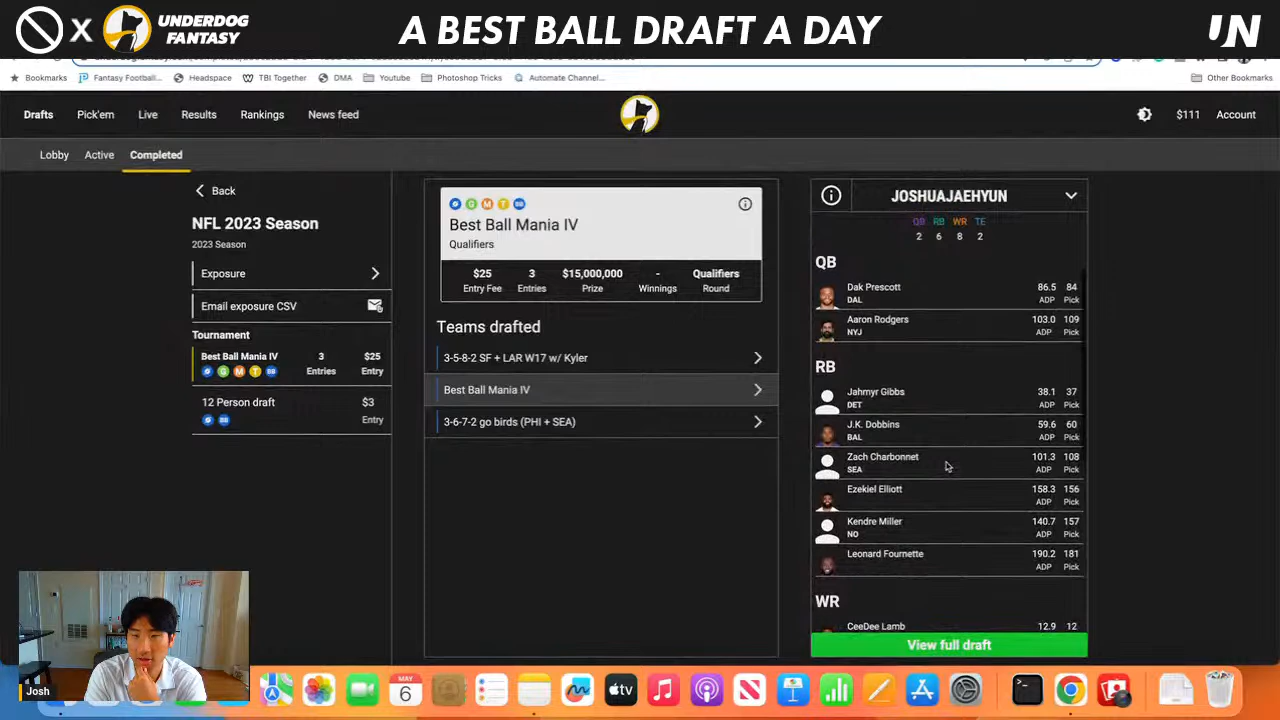 X UNDERDOG FANTASY
A BEST BALL DRAFT A DAY
UN
Bookmarks Fantasy Football... Headspace TBI Together DMA Youtube Photoshop Tricks Automate Channel... Other Bookmarks
Drafts Pick'em Live Results Rankings News feed $111 Account
Lobby Active Completed
Back
NFL 2023 Season
2023 Season
Exposure
Email exposure CSV
Tournament
Best Ball Mania IV 3 $25
Entries Entry
12 Person draft $3
Entry
Best Ball Mania IV
Qualifiers
$25 3 $15,000,000 - Qualifiers
Entry Fee Entries Prize Winnings Round
Teams drafted
3-5-8-2 SF + LAR W17 w/ Kyler
Best Ball Mania IV
3-6-7-2 go birds (PHI + SEA)
JOSHUAJAEHYUN
QB RB WR TE
2 6 8 2
QB
Dak Prescott 86.5 84
DAL ADP Pick
Aaron Rodgers 103.0 109
NYJ ADP Pick
RB
Jahmyr Gibbs 38.1 37
DET ADP Pick
J.K. Dobbins 59.6 60
BAL ADP Pick
Zach Charbonnet 101.3 108
SEA ADP Pick
Ezekiel Elliott 158.3 156
ADP Pick
Kendre Miller 140.7 157
NO ADP Pick
Leonard Fournette 190.2 181
ADP Pick
WR
CeeDee Lamb 12.9 12
View full draft
Josh
MAY
6
tv